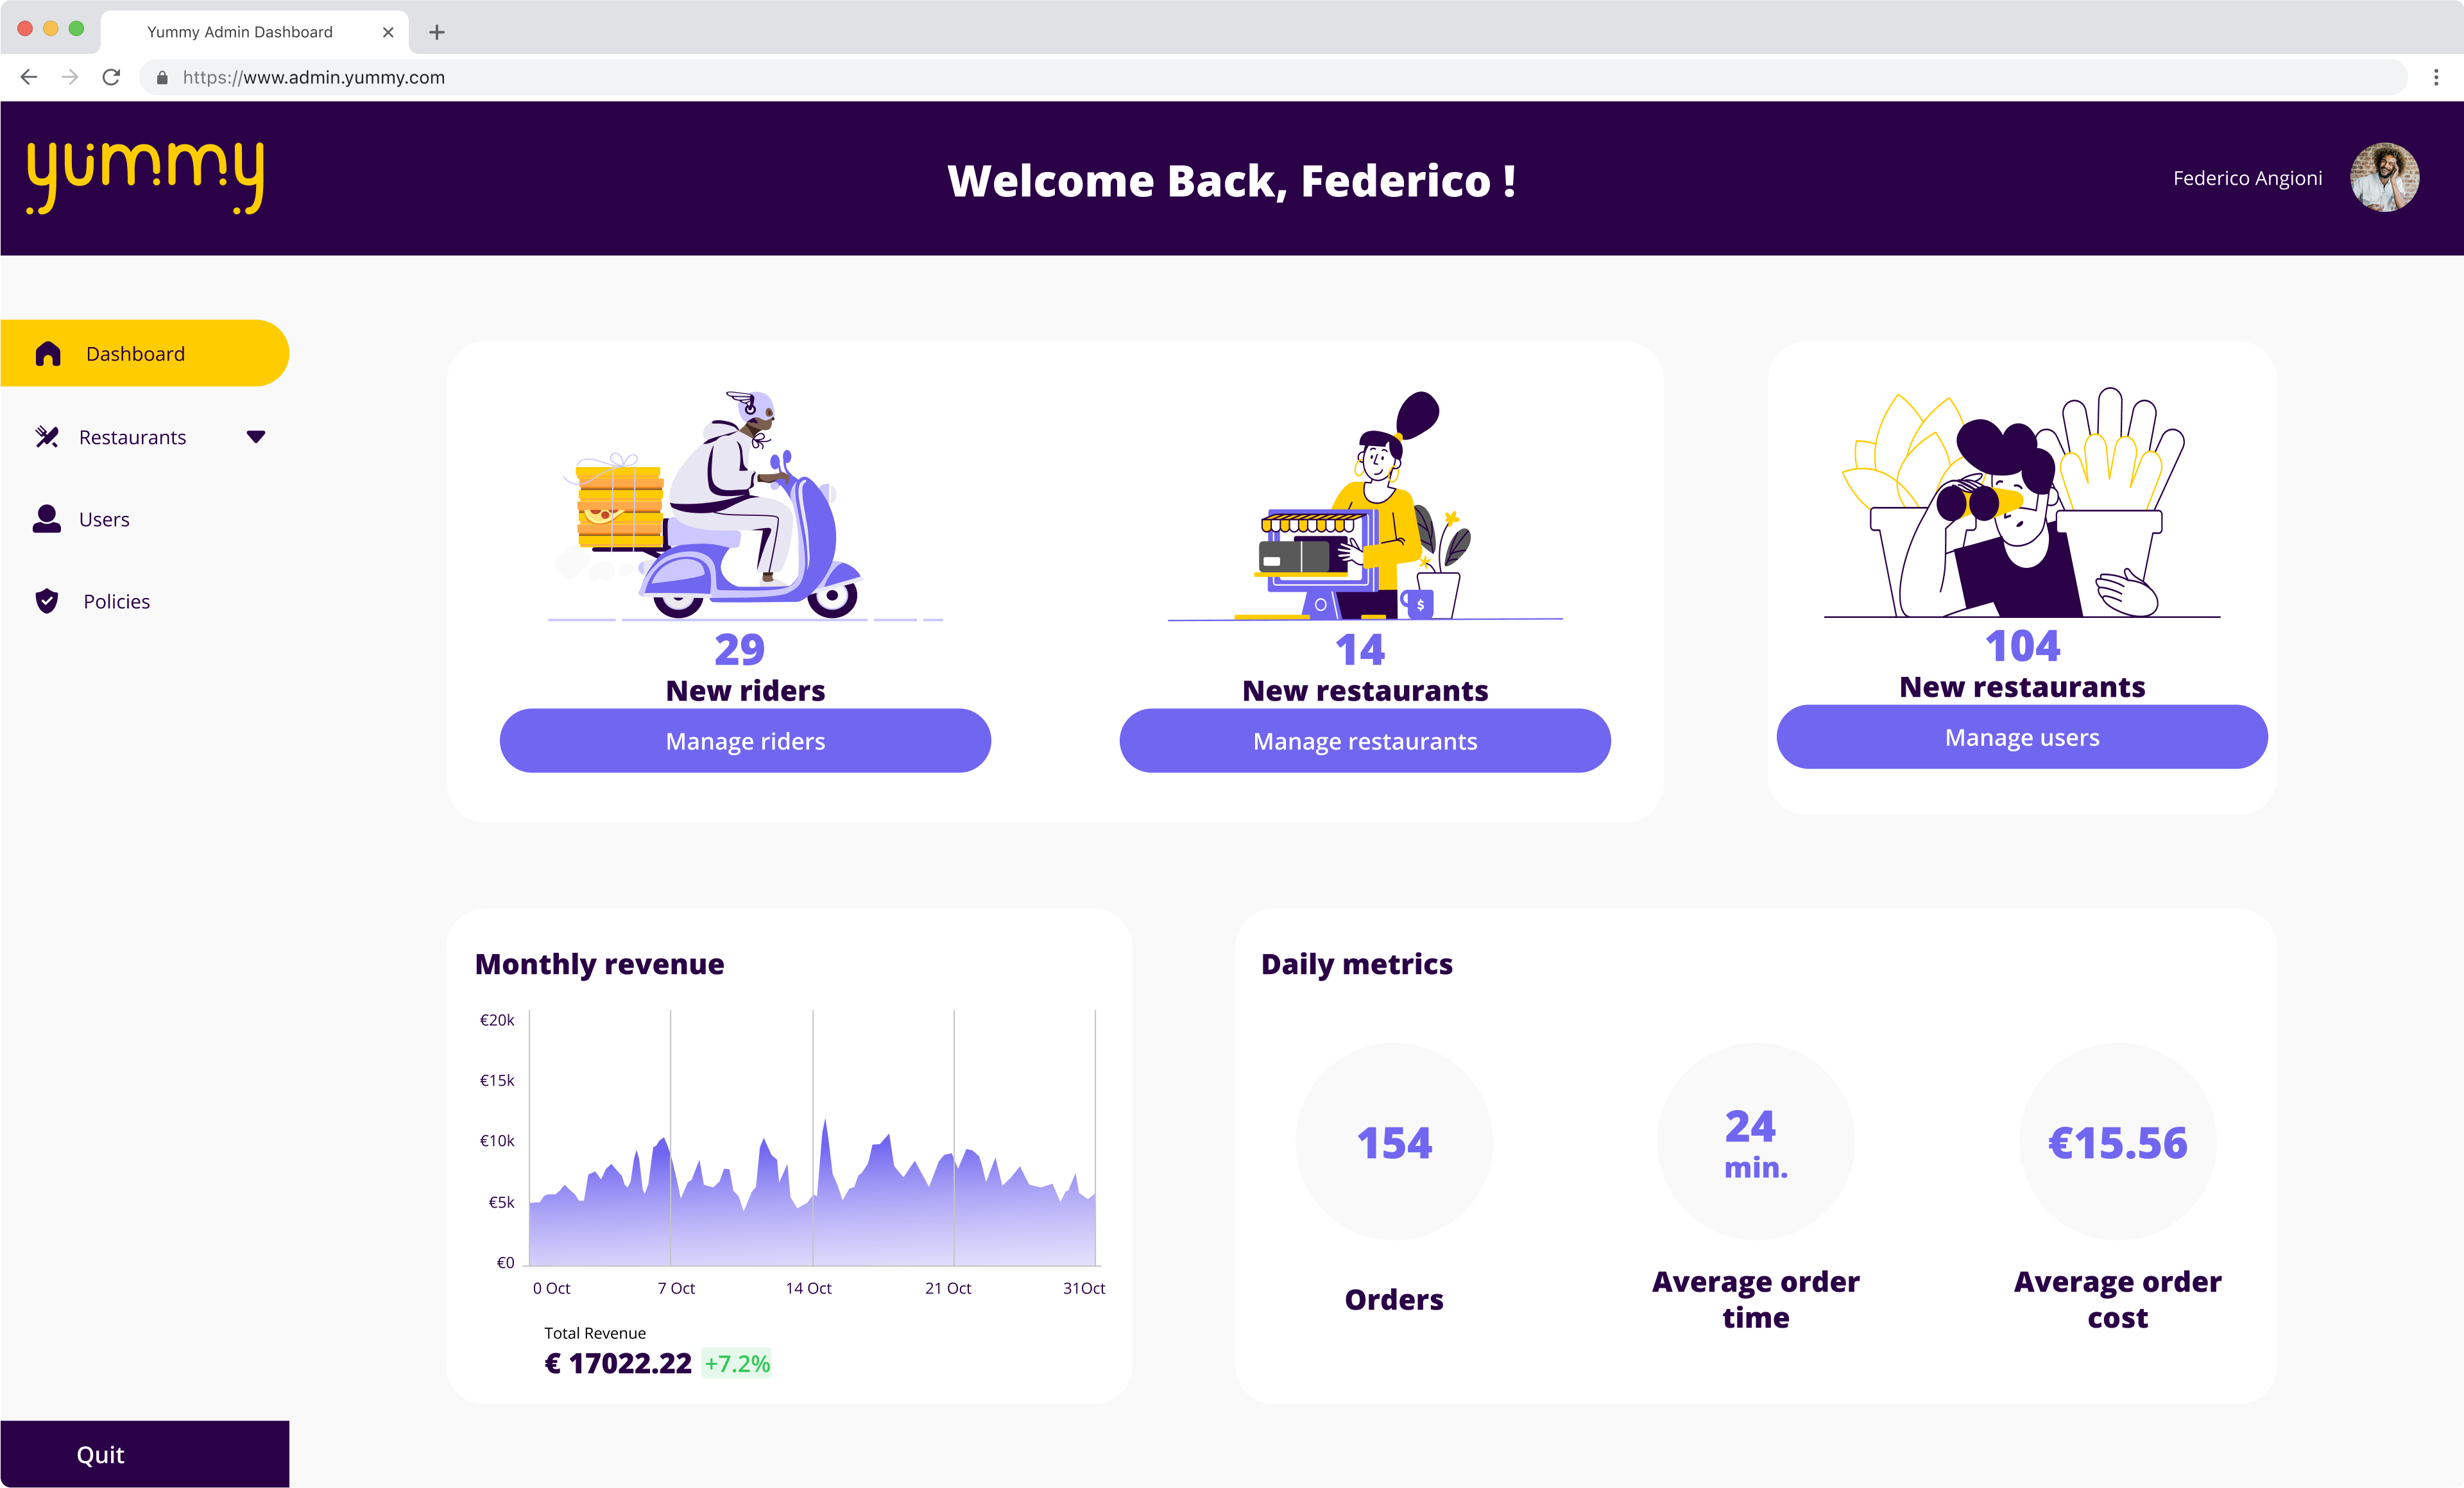 Yummy Admin Dashboard
https://www.admin.yummy.com
yummy
Welcome Back, Federico !
Federico Angioni
Dashboard
Restaurants
Users
Policies
Quit
$
29
New riders
Manage riders
14
New restaurants
Manage restaurants
104
New restaurants
Manage users
Monthly revenue
€20k
€15k
€10k
€5k
€0
0 Oct 7 Oct 14 Oct 21 Oct 31Oct
Total Revenue
€ 17022.22 +7.2%
Daily metrics
154
Orders
24
min.
Average order
time
€15.56
Average order
cost